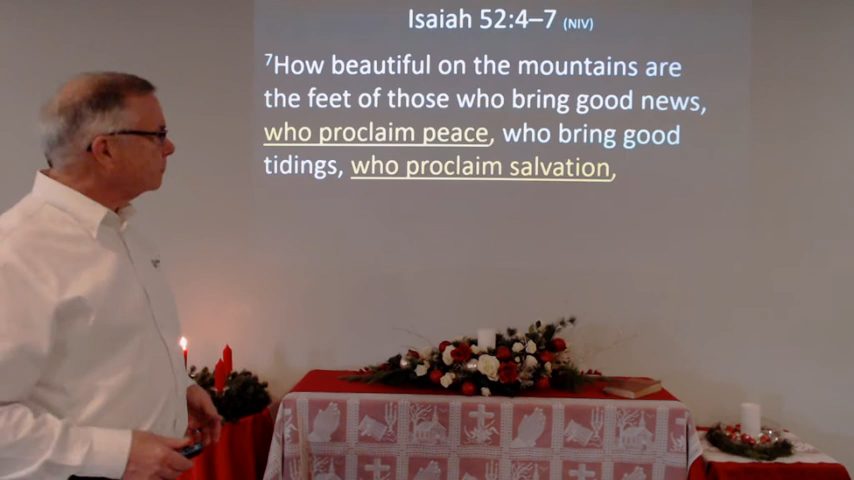 Isaiah 52:4–7 (NIV)
7How beautiful on the mountains are
the feet of those who bring good news,
who proclaim peace, who bring good
tidings, who proclaim salvation,